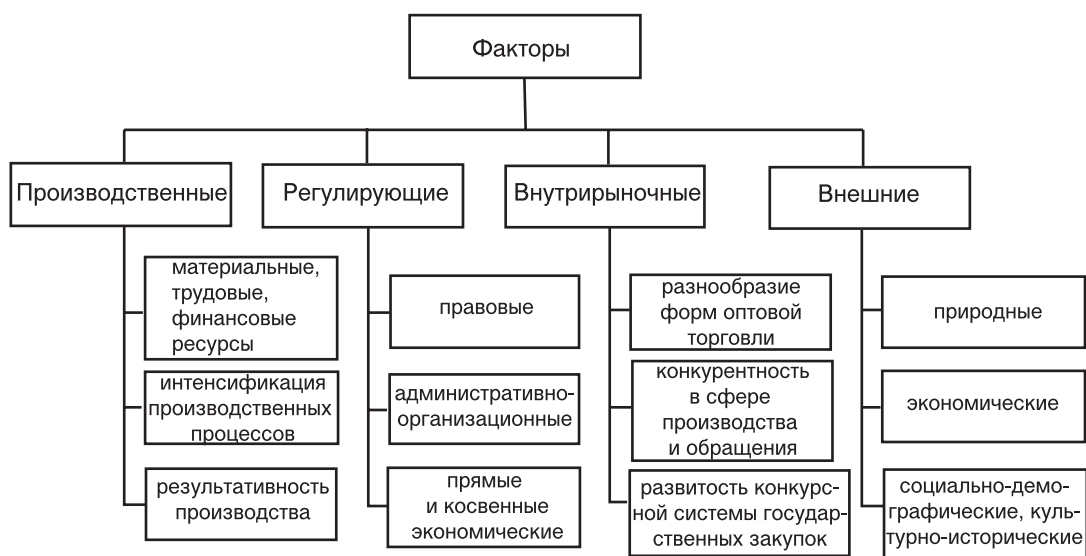 Факторы
Производственные
Регулирующие
Внутрирыночные
Внешние
материальные,
трудовые,
финансовые
ресурсы
интенсификация
производственных
процессов
результативность
производства
правовые
административно-
организационные
прямые
и косвенные
экономические
разнообразие
форм оптовой
торговли
конкурентность
в сфере
производства
и обращения
развитость конкурс-
ной системы государ-
ственных закупок
природные
экономические
социально-демо-
графические, куль-
турно-исторические